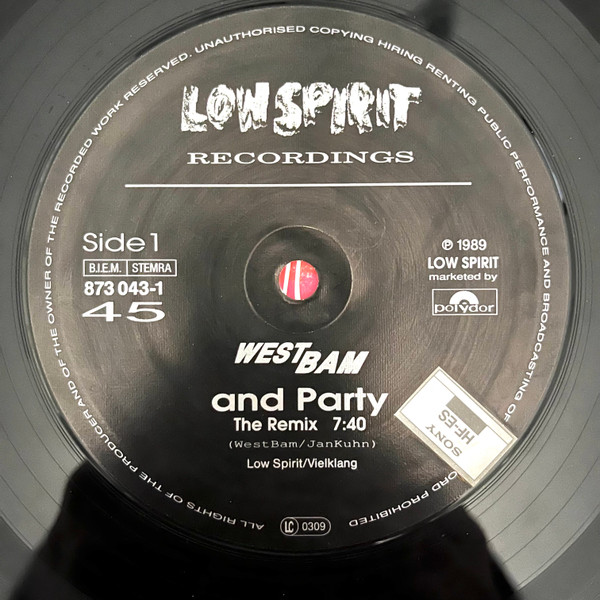 ALL RIGHTS OF THE PRODUCER AND OF THE OWNER OF THE RECORDED WORK RESERVED. UNAUTHORISED COPYING HIRING RENTING PUBLIC PERFORMANCE AND BROADCASTING OF
ORD PROHIBITED
LOW SPIRIT
RECORDINGS
Side 1
B.I.E.M. STEMRA
873 043-1
45
℗ 1989
LOW SPIRIT
marketed by
polydor
WESTBAM
and Party
The Remix 7:40
(WestBam/JanKuhn)
Low Spirit/Vielklang
SONY
HF-ES
LC 0309